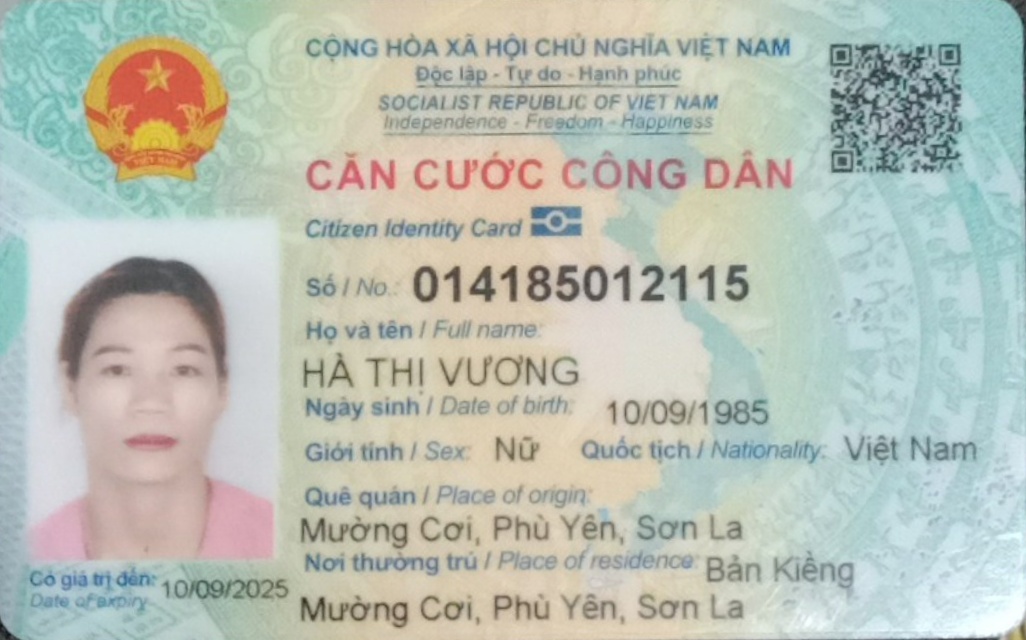 CỘNG HÒA XÃ HỘI CHỦ NGHĨA VIỆT NAM
Độc lập - Tự do - Hạnh phúc
SOCIALIST REPUBLIC OF VIET NAM
Independence - Freedom - Happiness
CĂN CƯỚC CÔNG DÂN
Citizen Identity Card
Số / No.: 014185012115
Họ và tên / Full name:
HÀ THỊ VƯƠNG
Ngày sinh / Date of birth: 10/09/1985
Giới tính / Sex: Nữ Quốc tịch / Nationality: Việt Nam
Quê quán / Place of origin:
Mường Cơi, Phù Yên, Sơn La
Nơi thường trú / Place of residence: Bản Kiềng
Mường Cơi, Phù Yên, Sơn La
Có giá trị đến: 10/09/2025
Date of expiry
VIỆT NAM